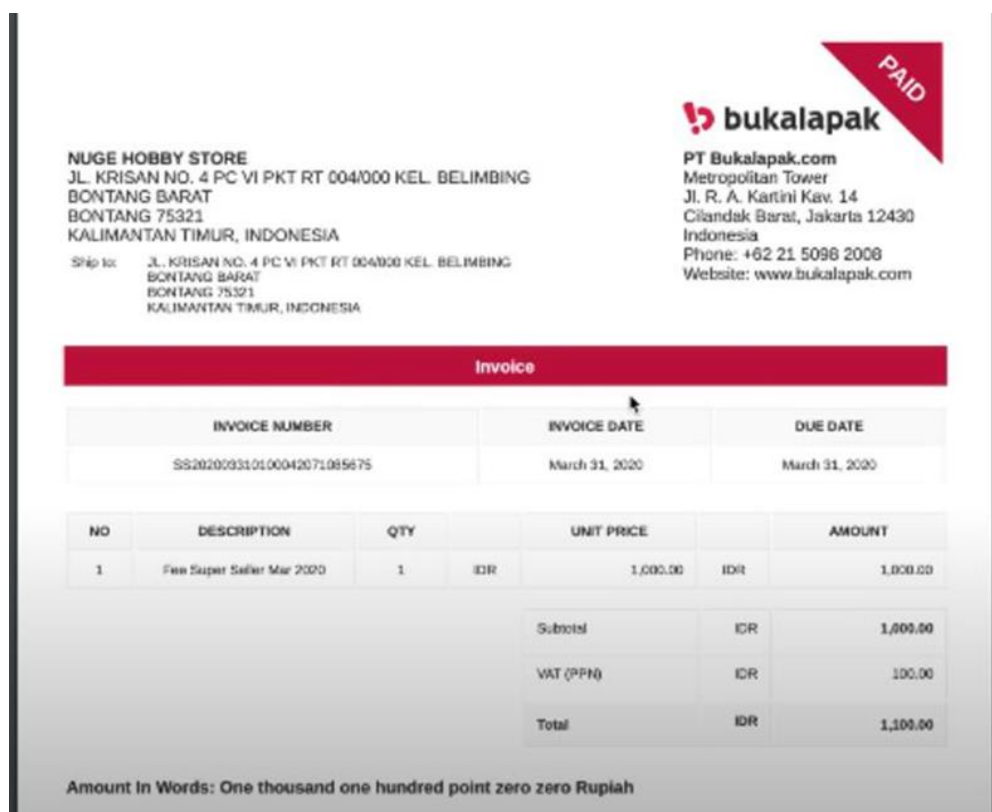 PAID
bukalapak
NUGE HOBBY STORE
JL. KRISAN NO. 4 PC VI PKT RT 004/000 KEL. BELIMBING
BONTANG BARAT
BONTANG 75321
KALIMANTAN TIMUR, INDONESIA
Ship to: JL. KRISAN NO. 4 PC VI PKT RT 004/000 KEL. BELIMBING
BONTANG BARAT
BONTANG 75321
KALIMANTAN TIMUR, INDONESIA
PT Bukalapak.com
Metropolitan Tower
Jl. R. A. Kartini Kav. 14
Cilandak Barat, Jakarta 12430
Indonesia
Phone: +62 21 5098 2008
Website: www.bukalapak.com
Invoice
INVOICE NUMBER INVOICE DATE DUE DATE
SS202003310100042071085675 March 31, 2020 March 31, 2020
NO DESCRIPTION QTY UNIT PRICE AMOUNT
1 Fee Super Seller Mar 2020 1 IDR 1,000.00 IDR 1,000.00
Subtotal IDR 1,000.00
VAT (PPN) IDR 100.00
Total IDR 1,100.00
Amount In Words: One thousand one hundred point zero zero Rupiah